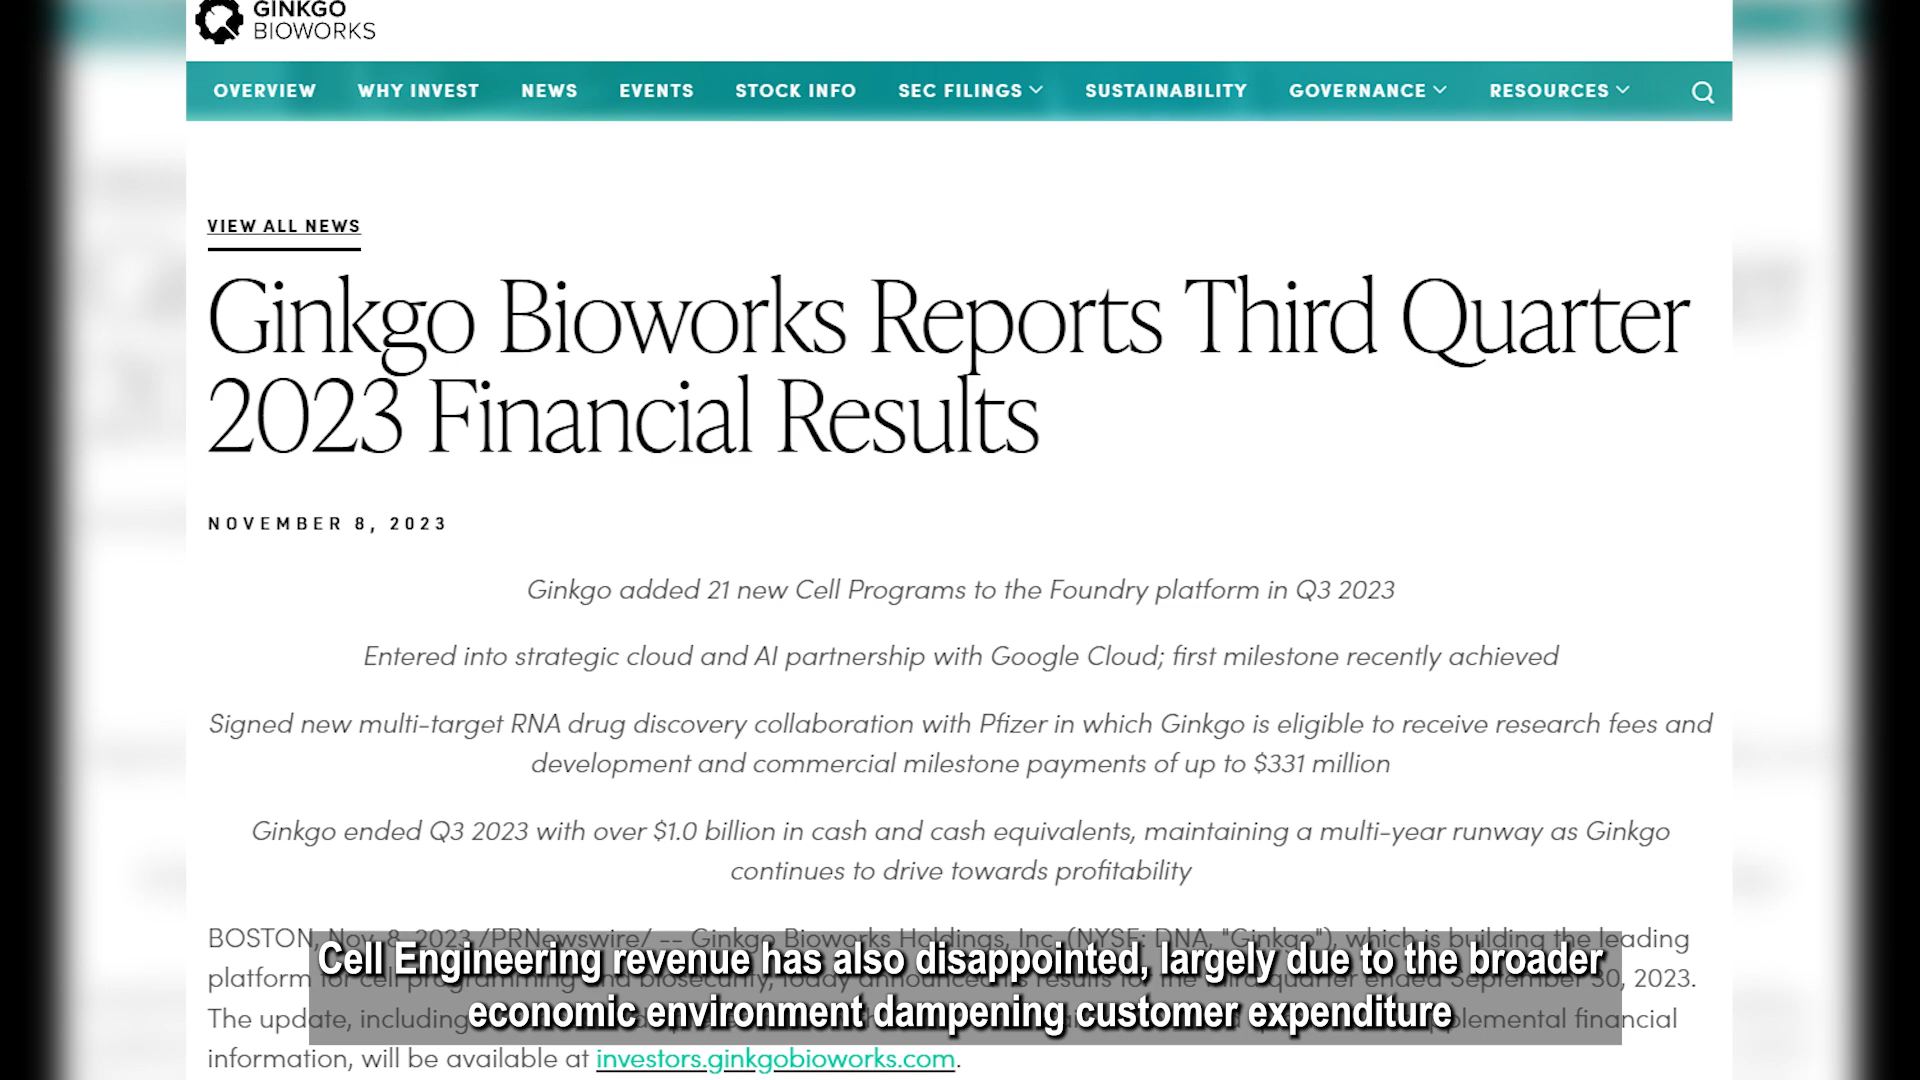 GINKGO
BIOWORKS
OVERVIEW WHY INVEST NEWS EVENTS STOCK INFO SEC FILINGS SUSTAINABILITY GOVERNANCE RESOURCES
VIEW ALL NEWS
Ginkgo Bioworks Reports Third Quarter
2023 Financial Results
NOVEMBER 8, 2023
Ginkgo added 21 new Cell Programs to the Foundry platform in Q3 2023
Entered into strategic cloud and AI partnership with Google Cloud; first milestone recently achieved
Signed new multi-target RNA drug discovery collaboration with Pfizer in which Ginkgo is eligible to receive research fees and
development and commercial milestone payments of up to $331 million
Ginkgo ended Q3 2023 with over $1.0 billion in cash and cash equivalents, maintaining a multi-year runway as Ginkgo
continues to drive towards profitability
BOSTON, Nov. 8, 2023 /PRNewswire/ -- Ginkgo Bioworks Holdings, Inc. (NYSE: DNA, "Ginkgo"), which is building the leading
platform for cell programming and biosecurity, today announced its results for the third quarter ended September 30, 2023.
The update, including supplemental financial
information, will be available at investors.ginkgobioworks.com.
Cell Engineering revenue has also disappointed, largely due to the broader
economic environment dampening customer expenditure